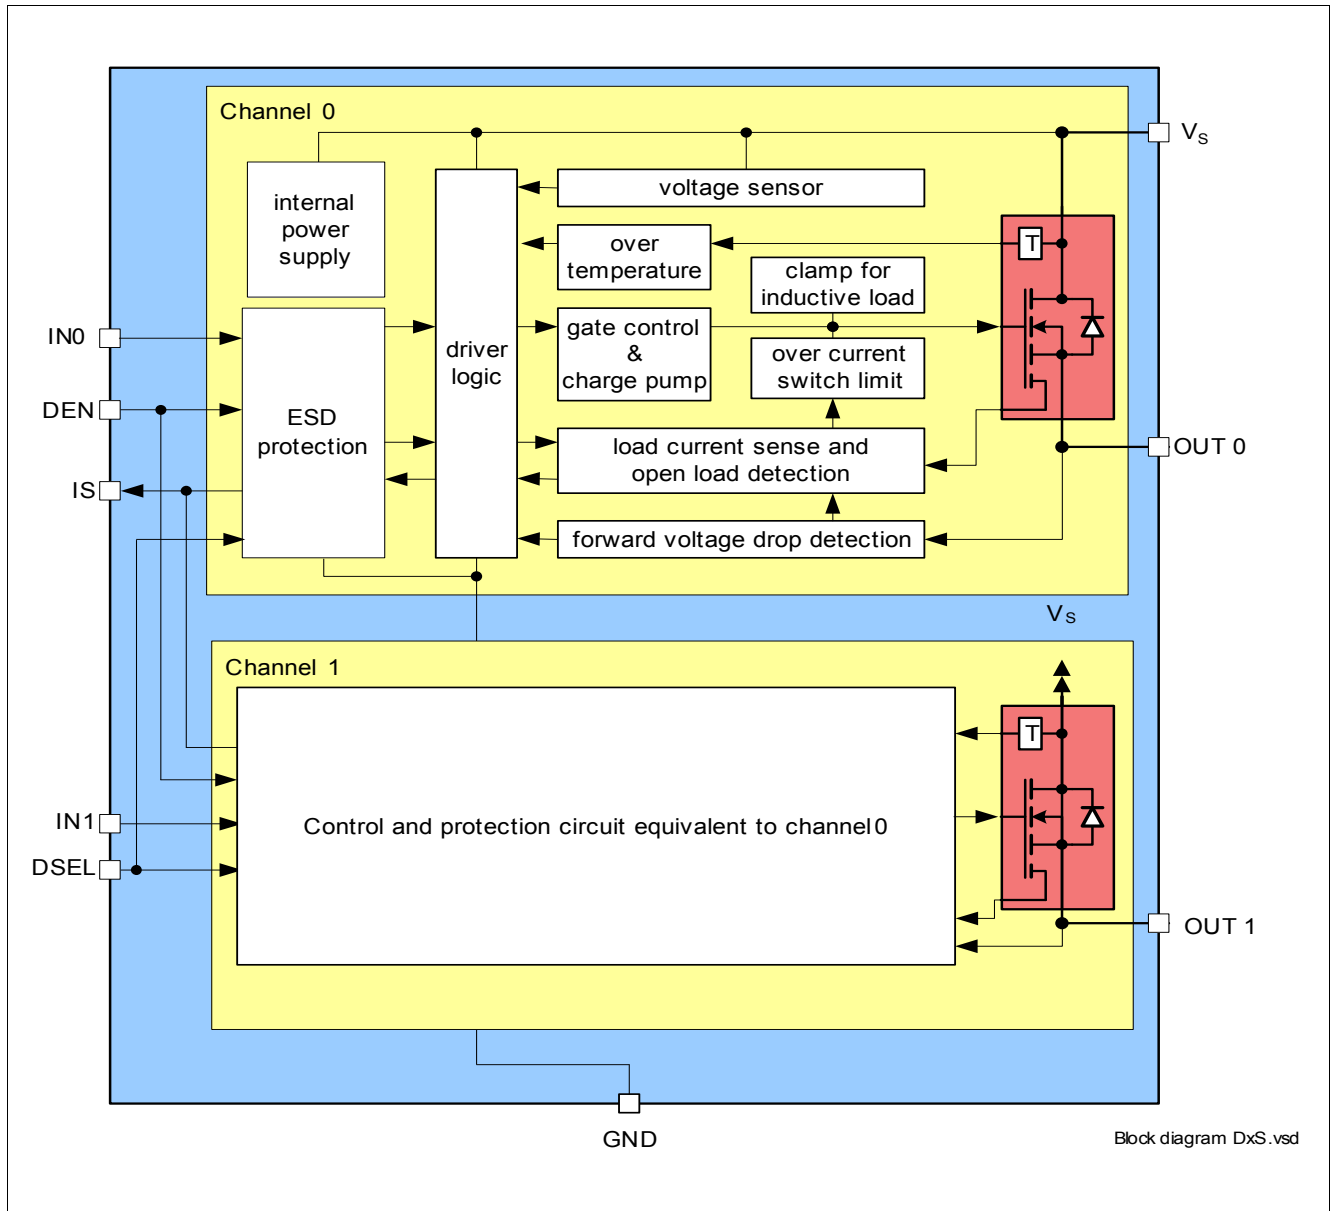 Channel 0
VS
internal
power
supply
voltage sensor
over
temperature
T
clamp for
inductive load
IN0
driver
logic
gate control
&
charge pump
over current
switch limit
DEN
ESD
protection
load current sense and
open load detection
OUT 0
IS
forward voltage drop detection
VS
Channel 1
T
IN1
Control and protection circuit equivalent to channel 0
DSEL
OUT 1
GND
Block diagram DxS.vsd